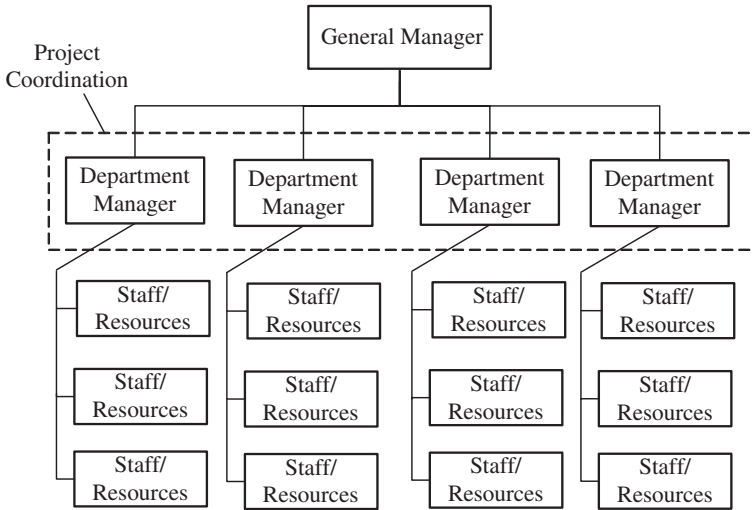 General Manager
Project
Coordination
Department
Manager
Department
Manager
Department
Manager
Department
Manager
Staff/
Resources
Staff/
Resources
Staff/
Resources
Staff/
Resources
Staff/
Resources
Staff/
Resources
Staff/
Resources
Staff/
Resources
Staff/
Resources
Staff/
Resources
Staff/
Resources
Staff/
Resources